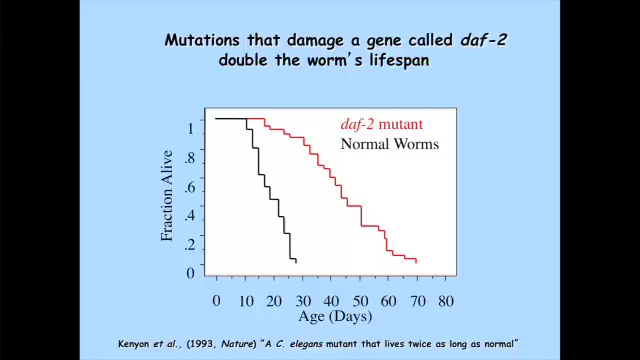 Mutations that damage a gene called daf-2
double the worm's lifespan
daf-2 mutant
Normal Worms
Fraction Alive
1
.8
.6
.4
.2
0
0 10 20 30 40 50 60 70 80
Age (Days)
Kenyon et al., (1993, Nature) "A C. elegans mutant that lives twice as long as normal"